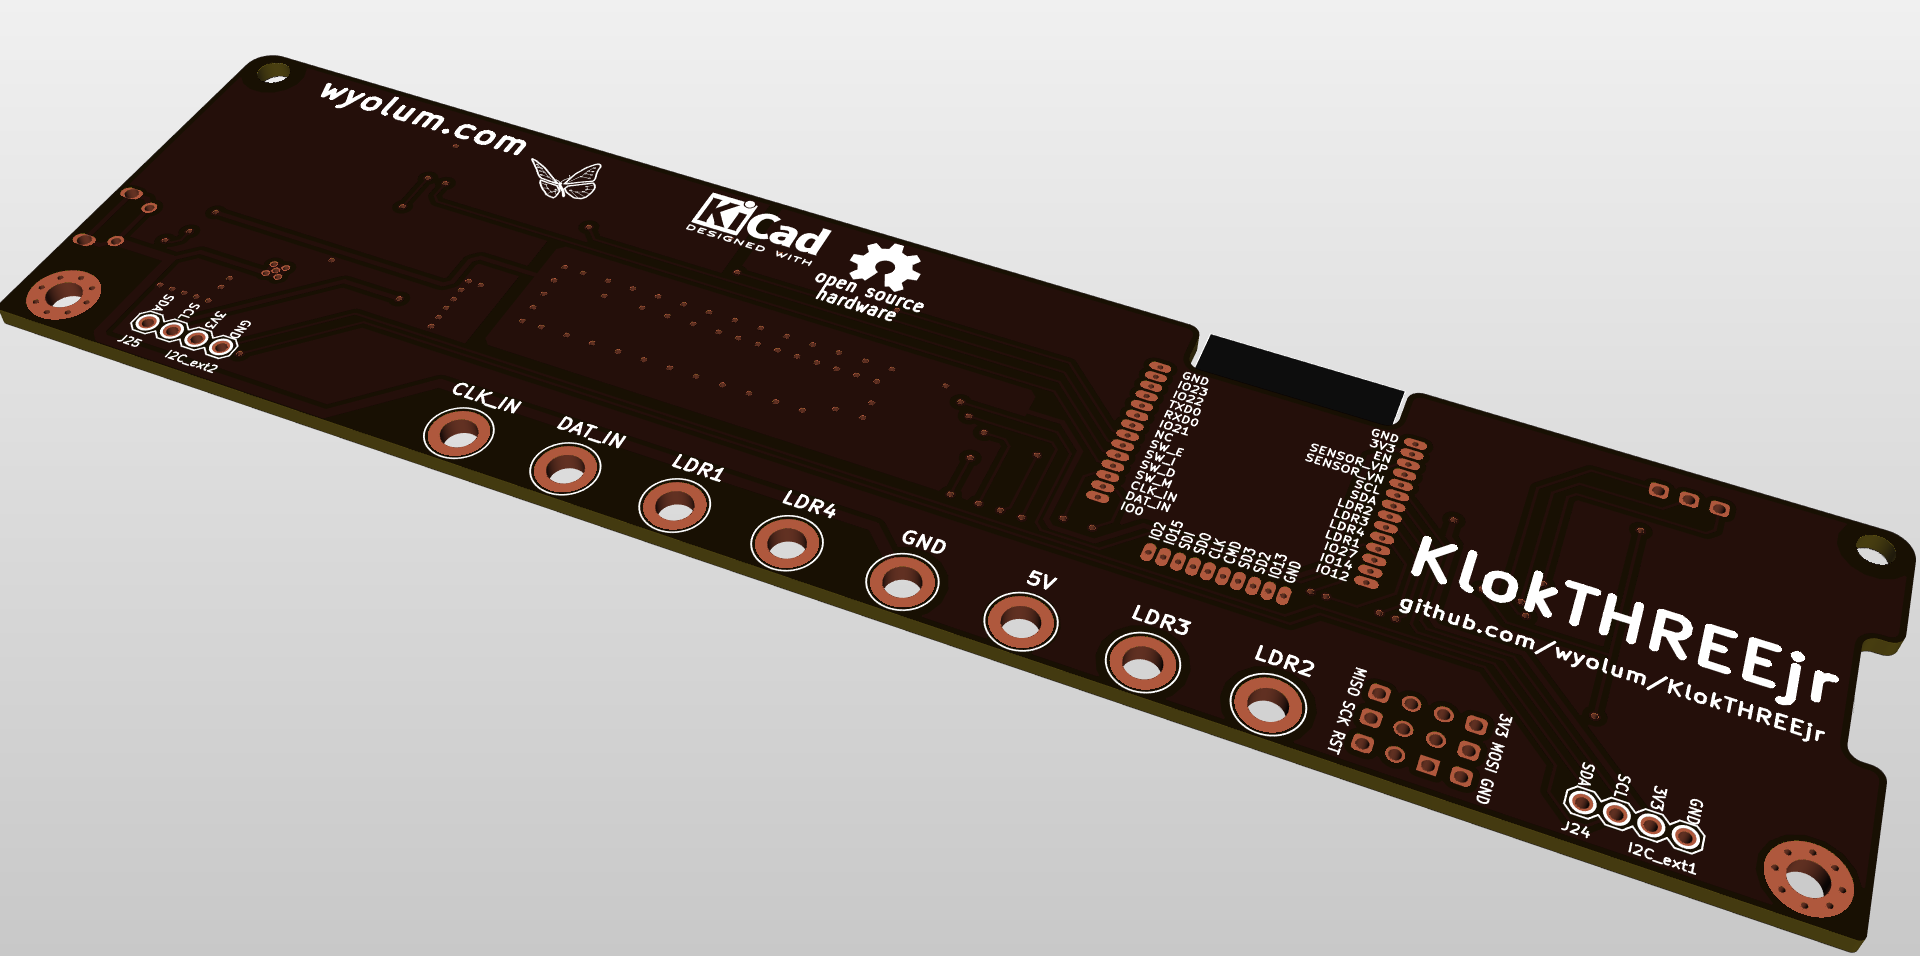 wyolum.com
KiCad
DESIGNED WITH
open source
hardware
SDA
SCL
3V3
GND
J25
I2C_ext2
CLK_IN
DAT_IN
LDR1
LDR4
GND
5V
LDR3
LDR2
GND
IO23
IO22
TXD0
RXD0
IO21
NC
SW_E
SW_I
SW_D
SW_M
CLK_IN
DAT_IN
IO0
IO2
IO15
SD1
SD0
CLK
CMD
SD3
SD2
IO13
GND
GND
3V3
EN
SENSOR_VP
SENSOR_VN
SCL
SDA
LDR2
LDR3
LDR4
LDR1
IO27
IO14
IO12
KlokTHREEjr
github.com/wyolum/KlokTHREEjr
MISO SCK RST
3V3 MOSI GND
SDA
SCL
3V3
GND
J24
I2C_ext1